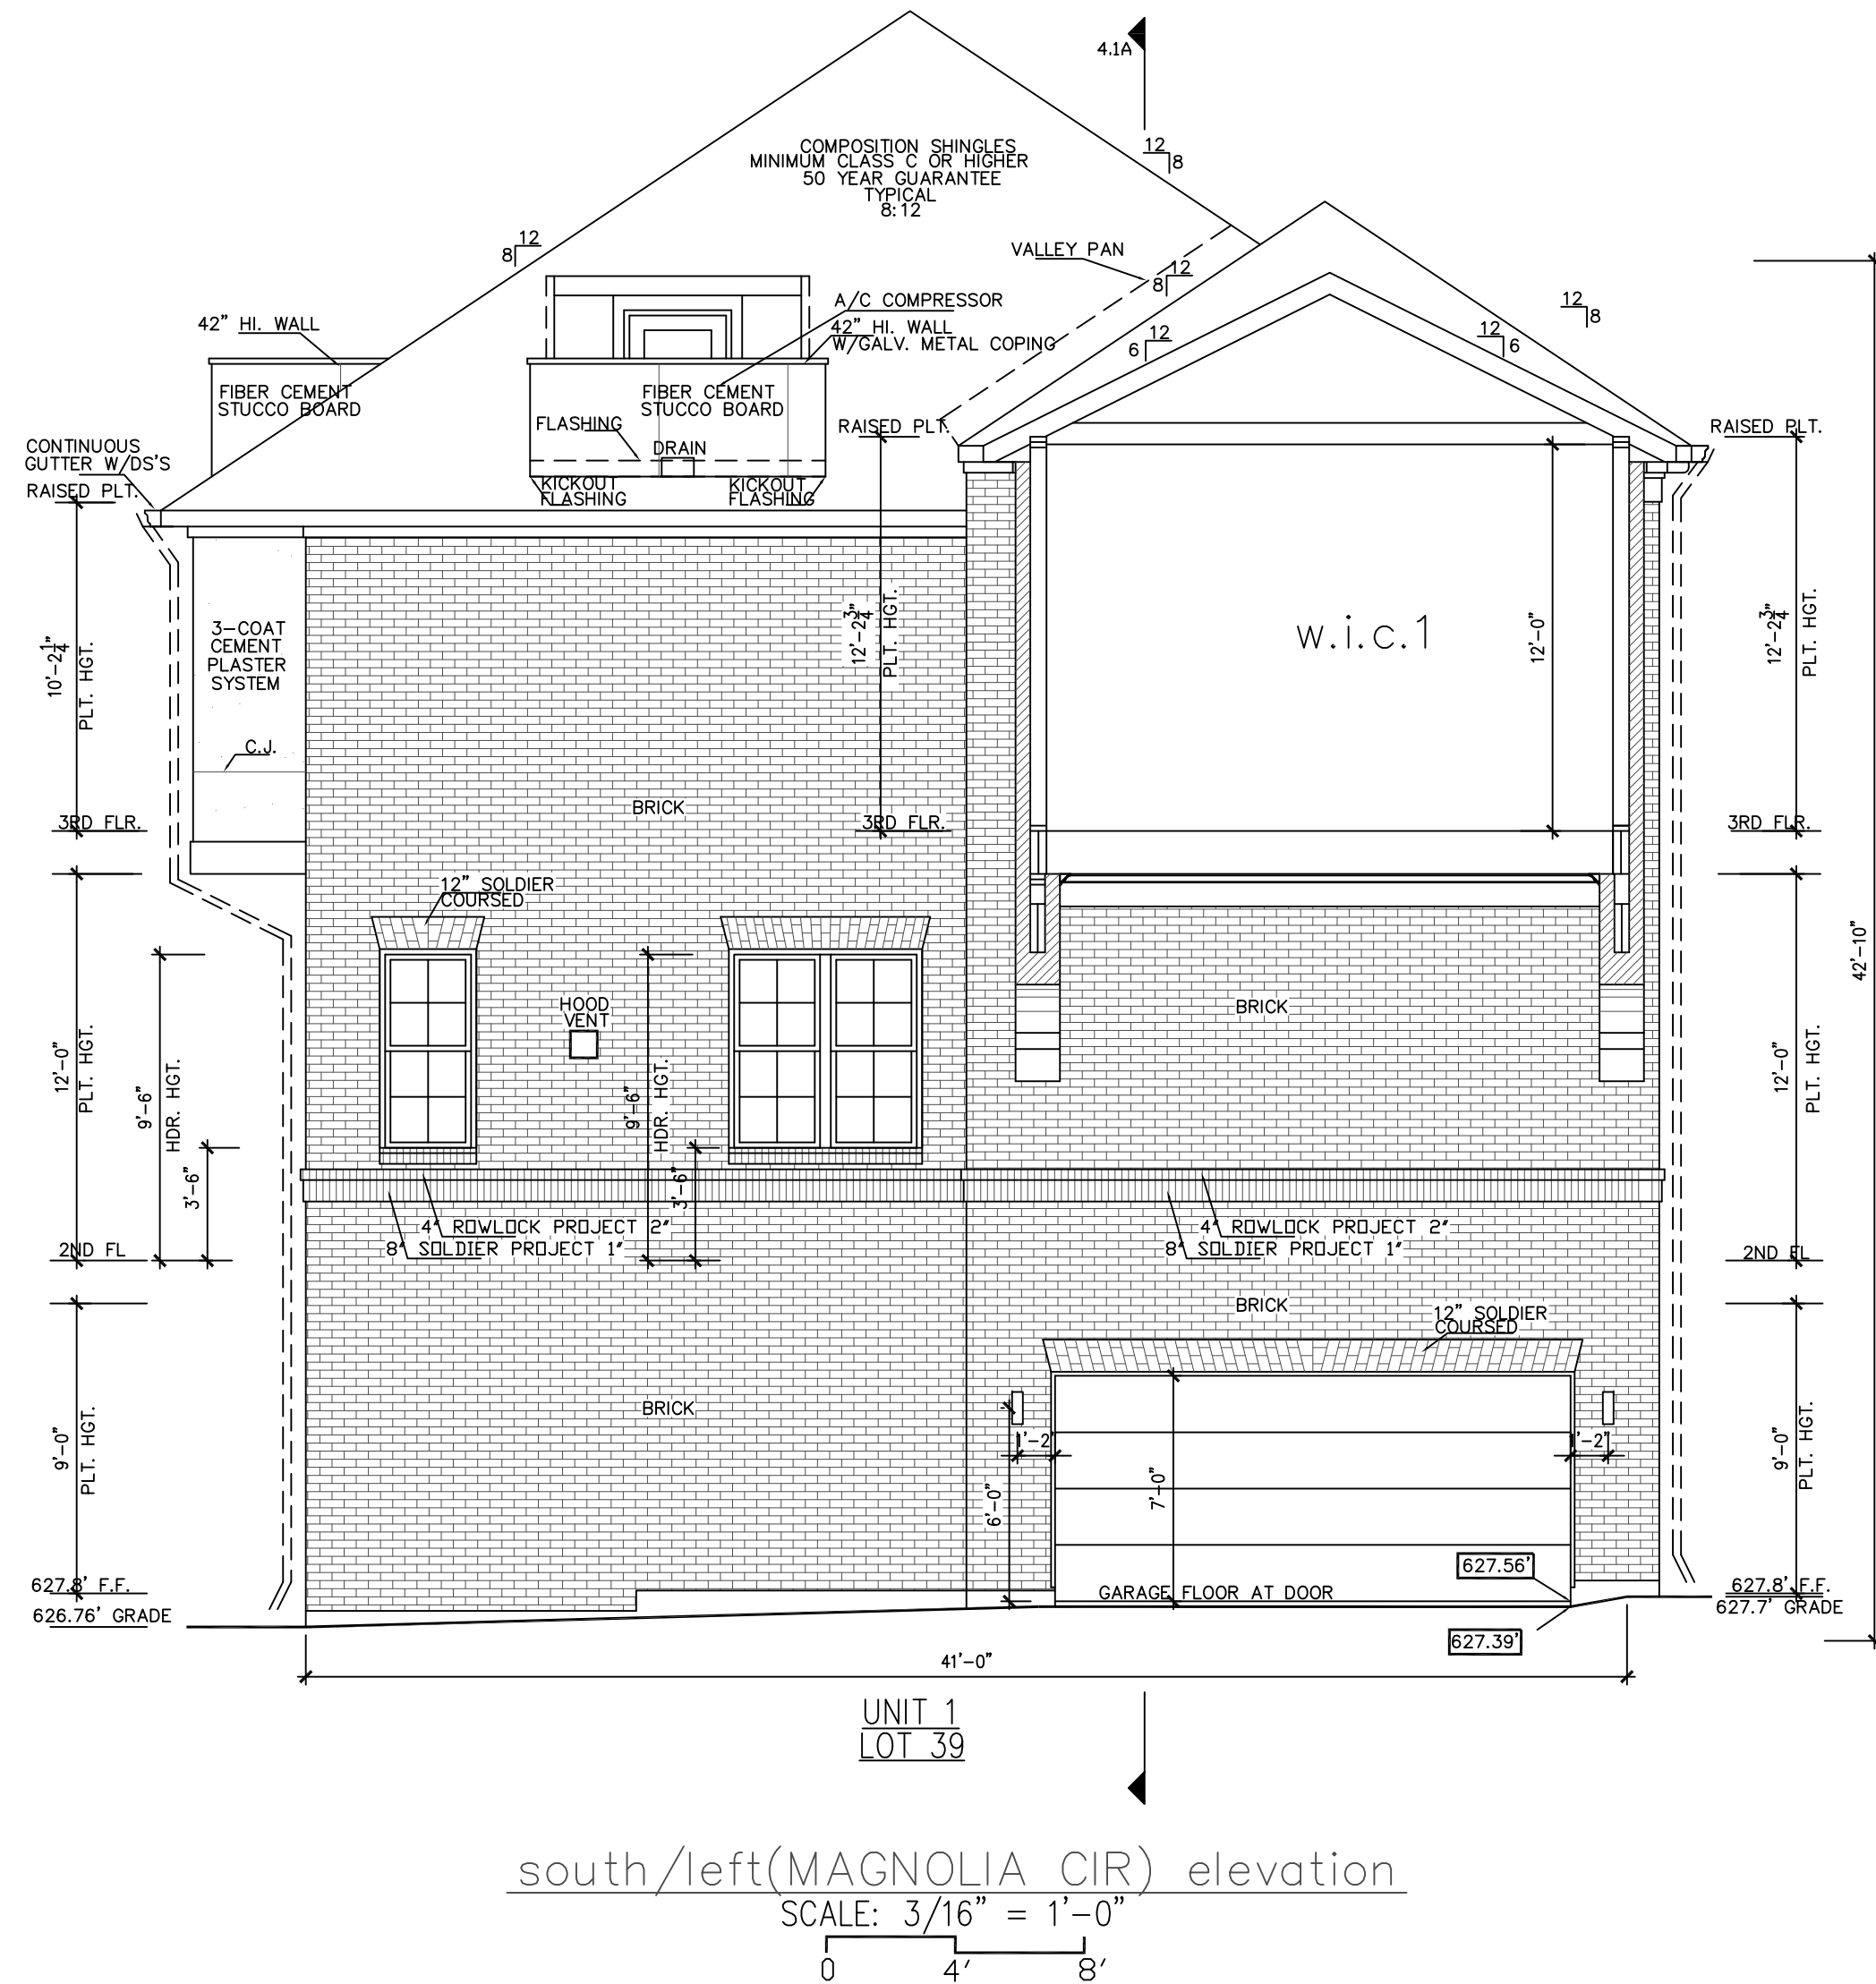 4.1A
12
8
COMPOSITION SHINGLES
MINIMUM CLASS C OR HIGHER
50 YEAR GUARANTEE
TYPICAL
8:12
12
8
VALLEY PAN
12
8
12
8
12
6
12
6
A/C COMPRESSOR
42" HI. WALL
W/GALV. METAL COPING
42" HI. WALL
FIBER CEMENT
STUCCO BOARD
FIBER CEMENT
STUCCO BOARD
FLASHING
DRAIN
KICKOUT
FLASHING
KICKOUT
FLASHING
CONTINUOUS
GUTTER W/DS'S
RAISED PLT.
RAISED PLT.
RAISED PLT.
10'-2 1/4"
PLT. HGT.
3-COAT
CEMENT
PLASTER
SYSTEM
C.J.
12'-2 3/4"
PLT. HGT.
w.i.c.1
12'-0"
12'-2 3/4"
PLT. HGT.
BRICK
3RD FLR.
3RD FLR.
3RD FLR.
12" SOLDIER
COURSED
42'-10"
HOOD
VENT
BRICK
12'-0"
PLT. HGT.
9'-6"
HDR. HGT.
3'-6"
9'-6"
HDR. HGT.
3'-6"
12'-0"
PLT. HGT.
4" ROWLOCK PROJECT 2"
8" SOLDIER PROJECT 1"
4" ROWLOCK PROJECT 2"
8" SOLDIER PROJECT 1"
2ND FL
2ND FL
BRICK
12" SOLDIER
COURSED
BRICK
9'-0"
PLT. HGT.
1'-2"
1'-2"
6'-0"
7'-0"
9'-0"
PLT. HGT.
627.56'
GARAGE FLOOR AT DOOR
627.8' F.F.
626.76' GRADE
627.8' F.F.
627.7' GRADE
627.39'
41'-0"
UNIT 1
LOT 39
south/left(MAGNOLIA CIR) elevation
SCALE: 3/16" = 1'-0"
0 4' 8'